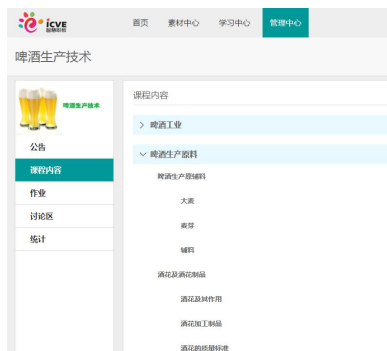 icve
智慧职教
首页 素材中心 学习中心 管理中心
啤酒生产技术
啤酒生产技术
公告
课程内容
作业
讨论区
统计
课程内容
> 啤酒工业
啤酒生产原料
啤酒生产原辅料
大麦
麦芽
辅料
酒花及酒花制品
酒花及其作用
酒花加工制品
酒花的质量标准